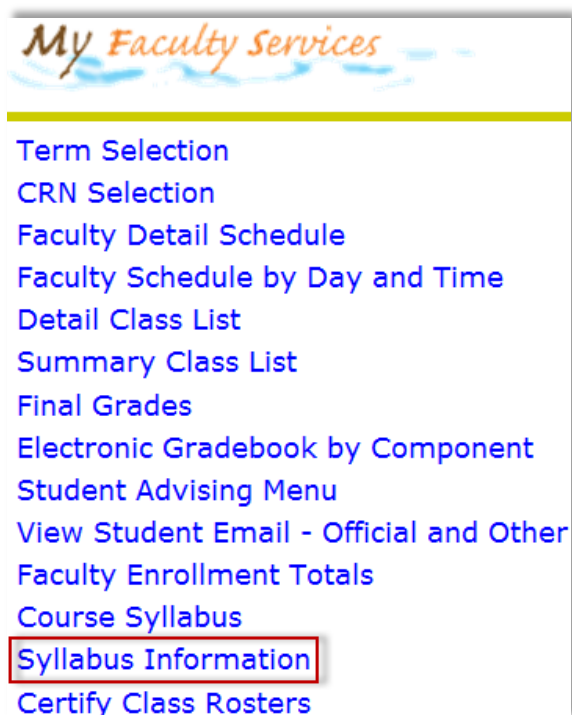 My Faculty Services
Term Selection
CRN Selection
Faculty Detail Schedule
Faculty Schedule by Day and Time
Detail Class List
Summary Class List
Final Grades
Electronic Gradebook by Component
Student Advising Menu
View Student Email - Official and Other
Faculty Enrollment Totals
Course Syllabus
Syllabus Information
Certify Class Rosters